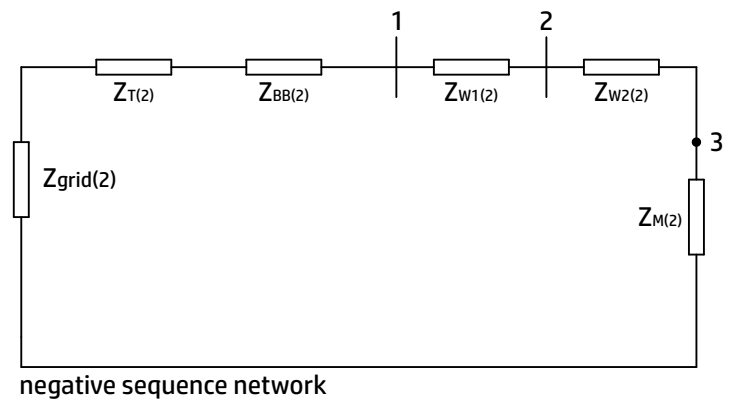 1 2
ZT(2) ZBB(2) ZW1(2) ZW2(2)
3
Zgrid(2)
ZM(2)
negative sequence network